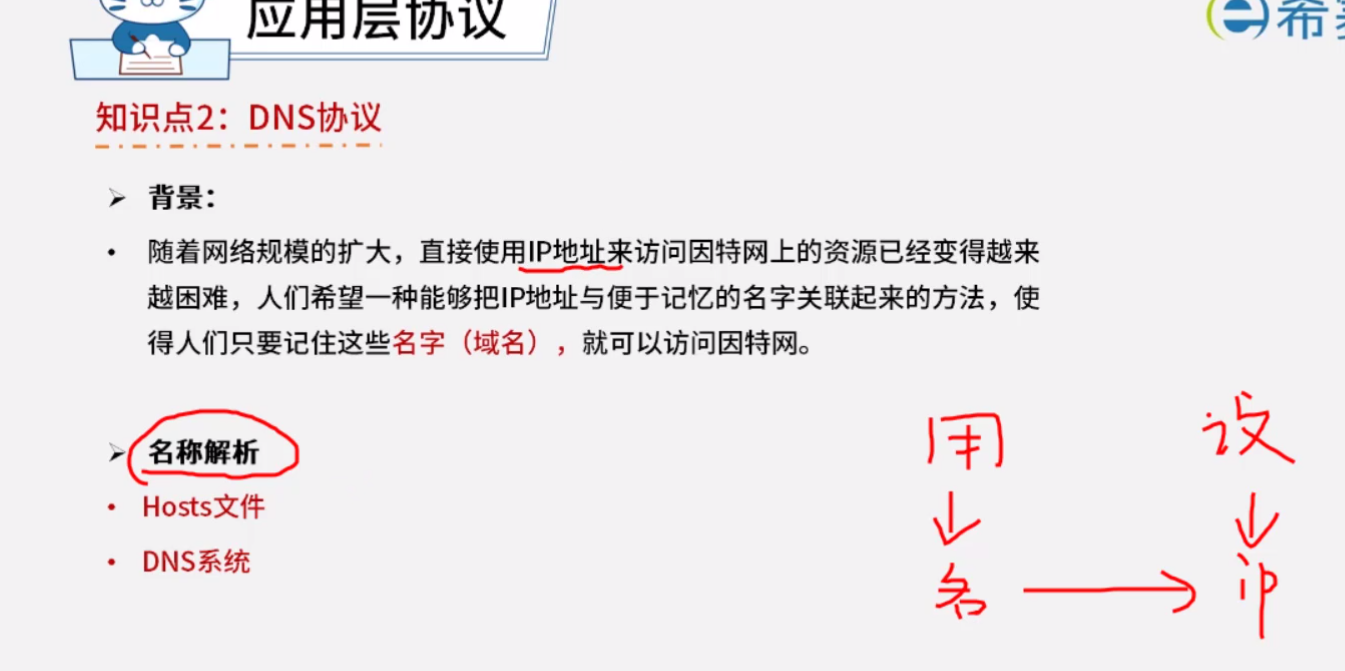 应用层协议
希赛
知识点2：DNS协议
背景：
随着网络规模的扩大，直接使用IP地址来访问因特网上的资源已经变得越来
越困难，人们希望一种能够把IP地址与便于记忆的名字关联起来的方法，使
得人们只要记住这些名字（域名），就可以访问因特网。
名称解析
Hosts文件
DNS系统
用 设
名 ip